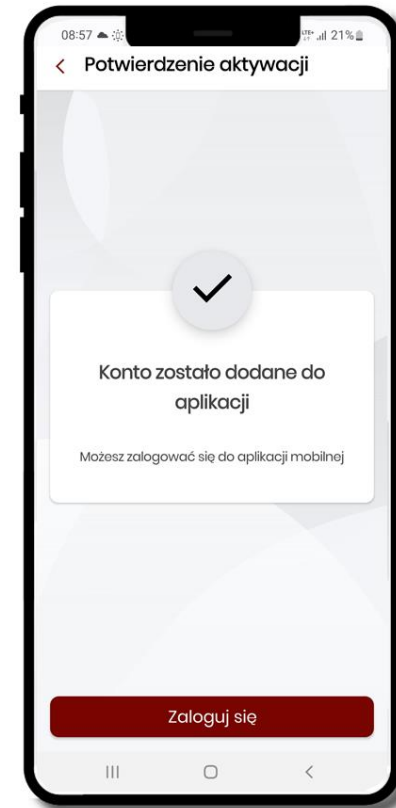 08:57
21%
Potwierdzenie aktywacji
Konto zostało dodane do
aplikacji
Możesz zalogować się do aplikacji mobilnej
Zaloguj się